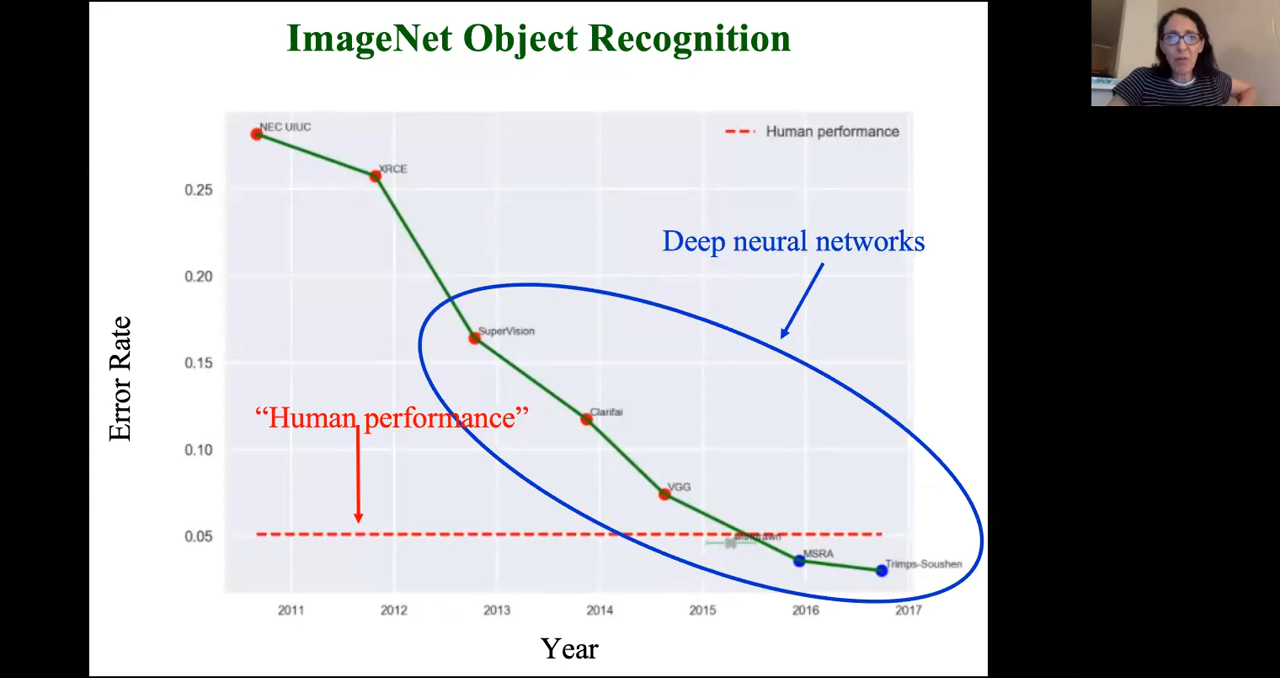 ImageNet Object Recognition
NEC UIUC
Human performance
XRCE
0.25
Deep neural networks
0.20
SuperVision
0.15
Error Rate
Clarifai
“Human performance”
0.10
VGG
0.05
MSRA
Trimps-Soushen
2011 2012 2013 2014 2015 2016 2017
Year